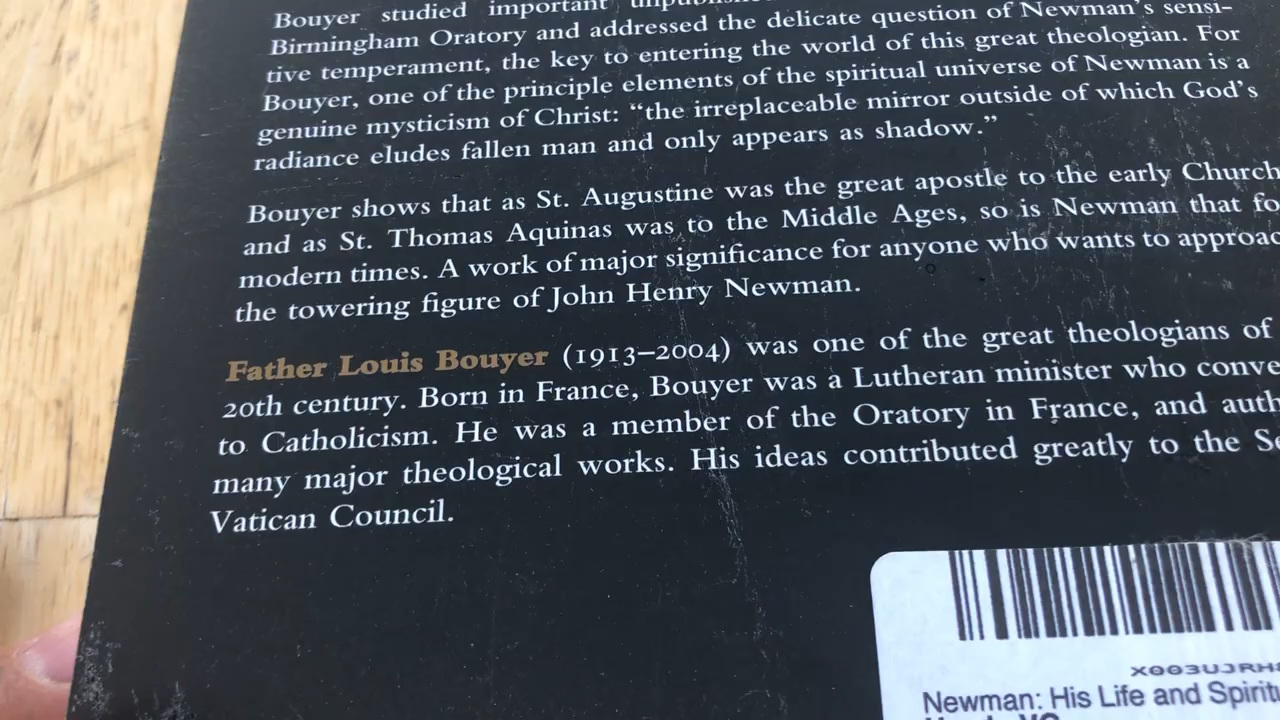 Bouyer studied important
Birmingham Oratory and addressed the delicate question of Newman's sensi-
tive temperament, the key to entering the world of this great theologian. For
Bouyer, one of the principle elements of the spiritual universe of Newman is a
genuine mysticism of Christ: “the irreplaceable mirror outside of which God's
radiance eludes fallen man and only appears as shadow.”
Bouyer shows that as St. Augustine was the great apostle to the early Church
and as St. Thomas Aquinas was to the Middle Ages, so is Newman that fo
modern times. A work of major significance for anyone who wants to approac
the towering figure of John Henry Newman.
Father Louis Bouyer (1913–2004) was one of the great theologians of
20th century. Born in France, Bouyer was a Lutheran minister who conve
to Catholicism. He was a member of the Oratory in France, and auth
many major theological works. His ideas contributed greatly to the Se
Vatican Council.
X003UJRH
Newman: His Life and Spiritu